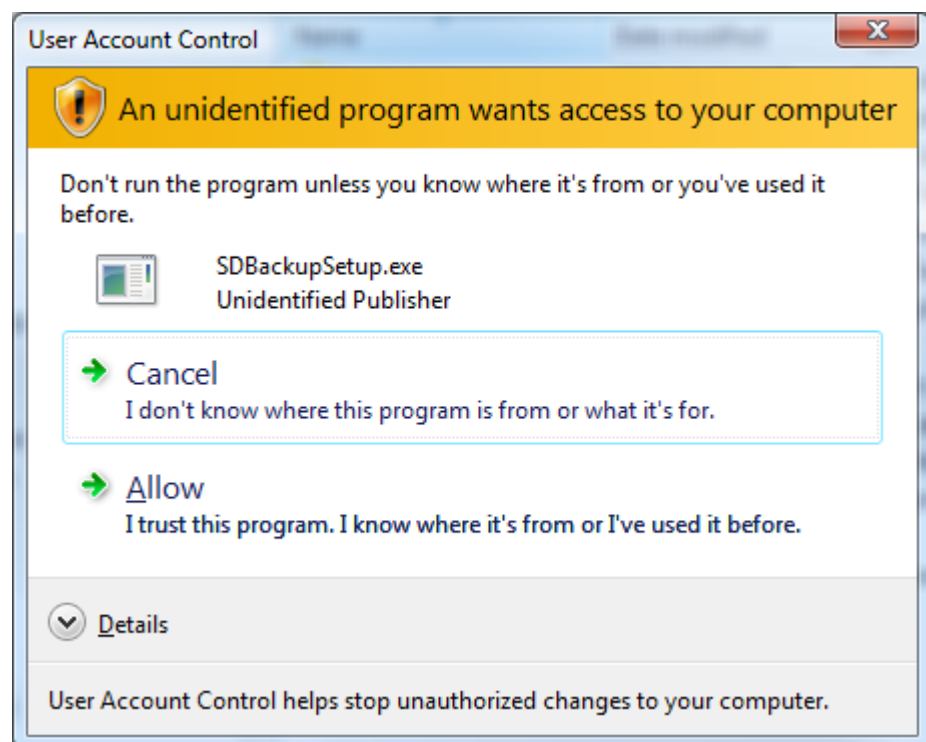 User Account Control
Name
Date modified
An unidentified program wants access to your computer
Don't run the program unless you know where it's from or you've used it
before.
SDBackupSetup.exe
Unidentified Publisher
Cancel
I don't know where this program is from or what it's for.
Allow
I trust this program. I know where it's from or I've used it before.
Details
User Account Control helps stop unauthorized changes to your computer.